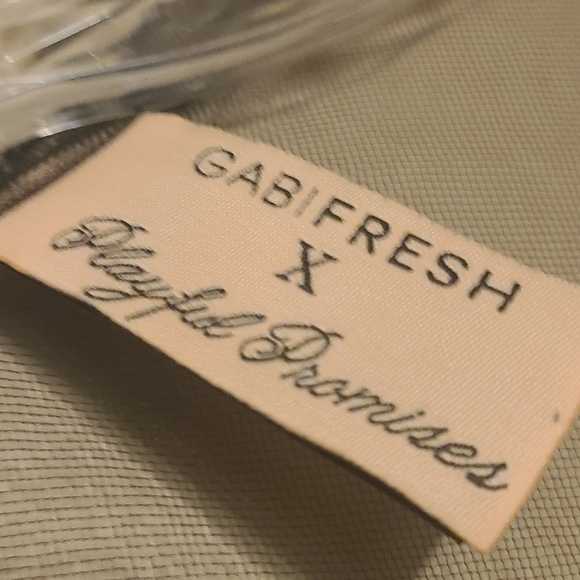 GABIFRESH
X
Playful Promises